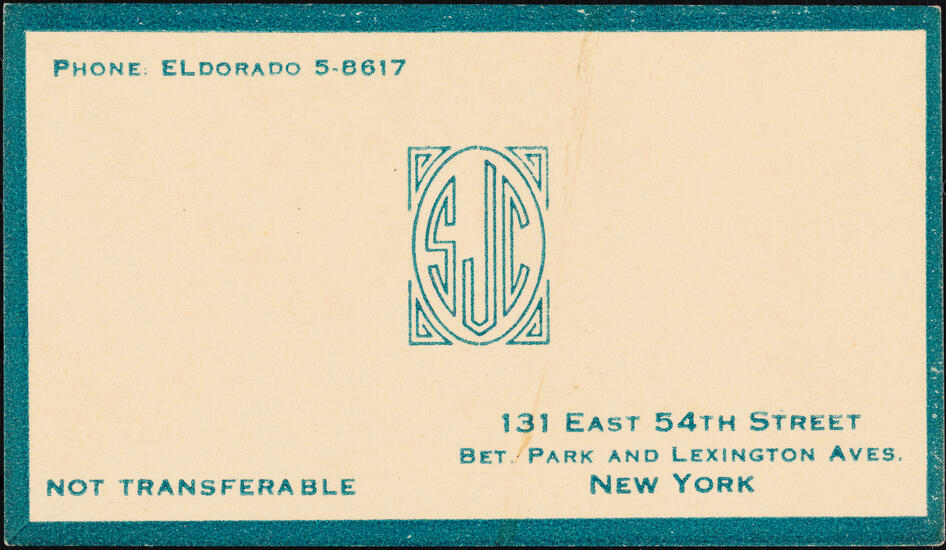 PHONE: ELDORADO 5-8617
SJC
131 EAST 54TH STREET
BET. PARK AND LEXINGTON AVES.
NEW YORK
NOT TRANSFERABLE